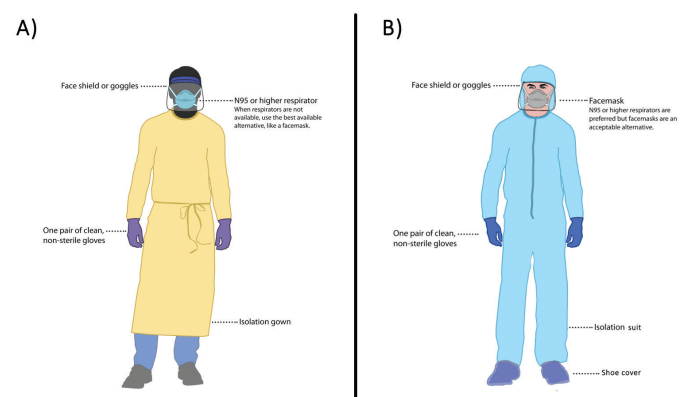 A)
Face shield or goggles
N95 or higher respirator
When respirators are not
available, use the best available
alternative, like a facemask.
One pair of clean,
non-sterile gloves
Isolation gown
B)
Face shield or goggles
Facemask
N95 or higher respirators are
preferred but facemasks are an
acceptable alternative.
One pair of clean,
non-sterile gloves
Isolation suit
Shoe cover